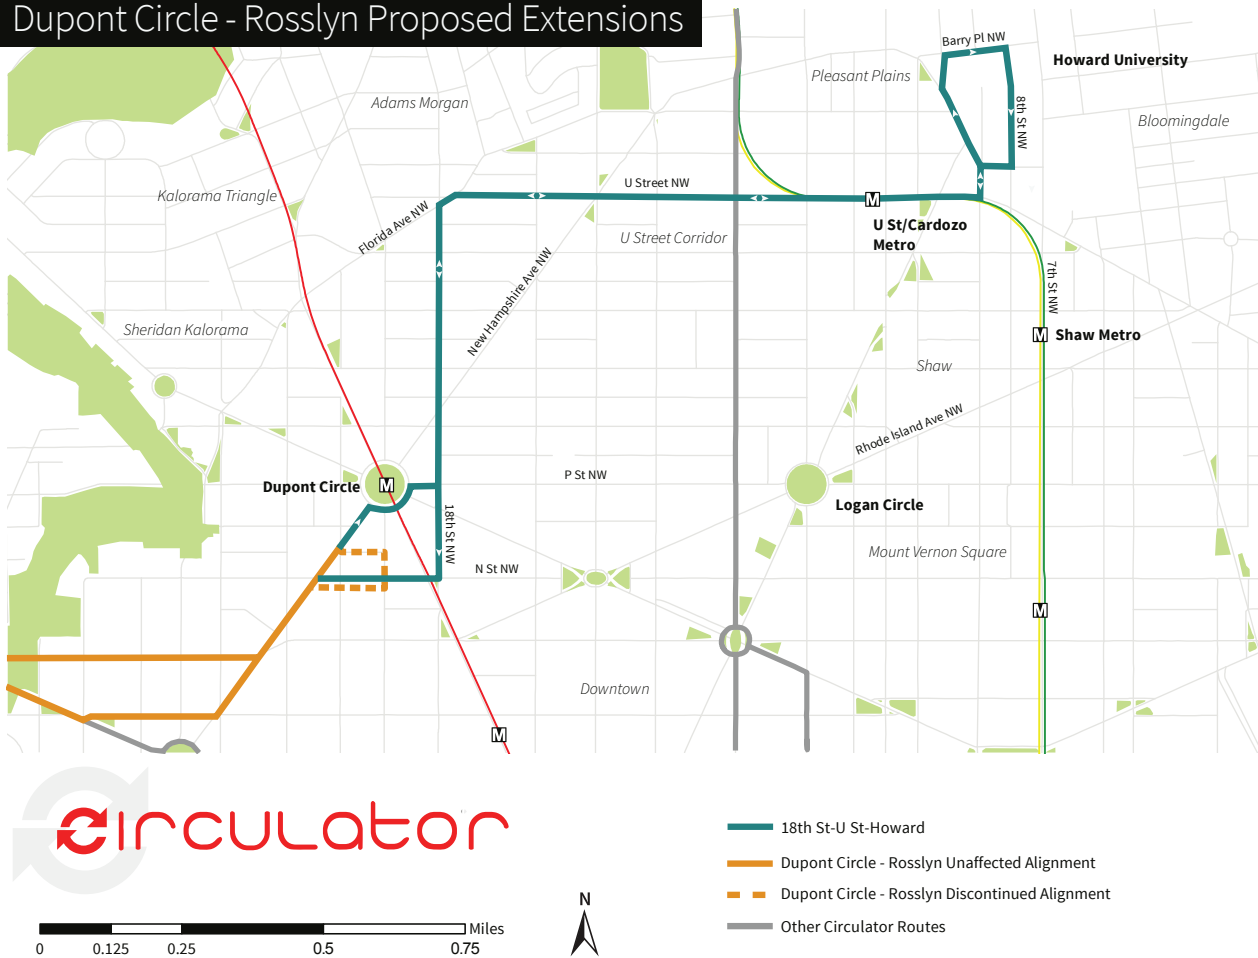 Dupont Circle - Rosslyn Proposed Extensions
Barry Pl NW
Howard University
Pleasant Plains
Adams Morgan
8th St NW
Bloomingdale
Kalorama Triangle
U Street NW
Florida Ave NW
U Street Corridor
M
U St/Cardozo
Metro
New Hampshire Ave NW
7th St NW
Sheridan Kalorama
M
Shaw Metro
Shaw
Rhode Island Ave NW
P St NW
Dupont Circle
M
Logan Circle
18th St NW
Mount Vernon Square
N St NW
M
Downtown
M
circulator
18th St-U St-Howard
Dupont Circle - Rosslyn Unaffected Alignment
Dupont Circle - Rosslyn Discontinued Alignment
Other Circulator Routes
N
Miles
0 0.125 0.25 0.5 0.75